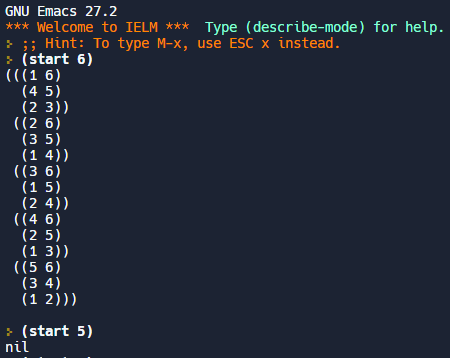 GNU Emacs 27.2
*** Welcome to IELM ***  Type (describe-mode) for help.
› ;; Hint: To type M-x, use ESC x instead.
› (start 6)
(((1 6)
  (4 5)
  (2 3))
 ((2 6)
  (3 5)
  (1 4))
 ((3 6)
  (1 5)
  (2 4))
 ((4 6)
  (2 5)
  (1 3))
 ((5 6)
  (3 4)
  (1 2)))
› (start 5)
nil